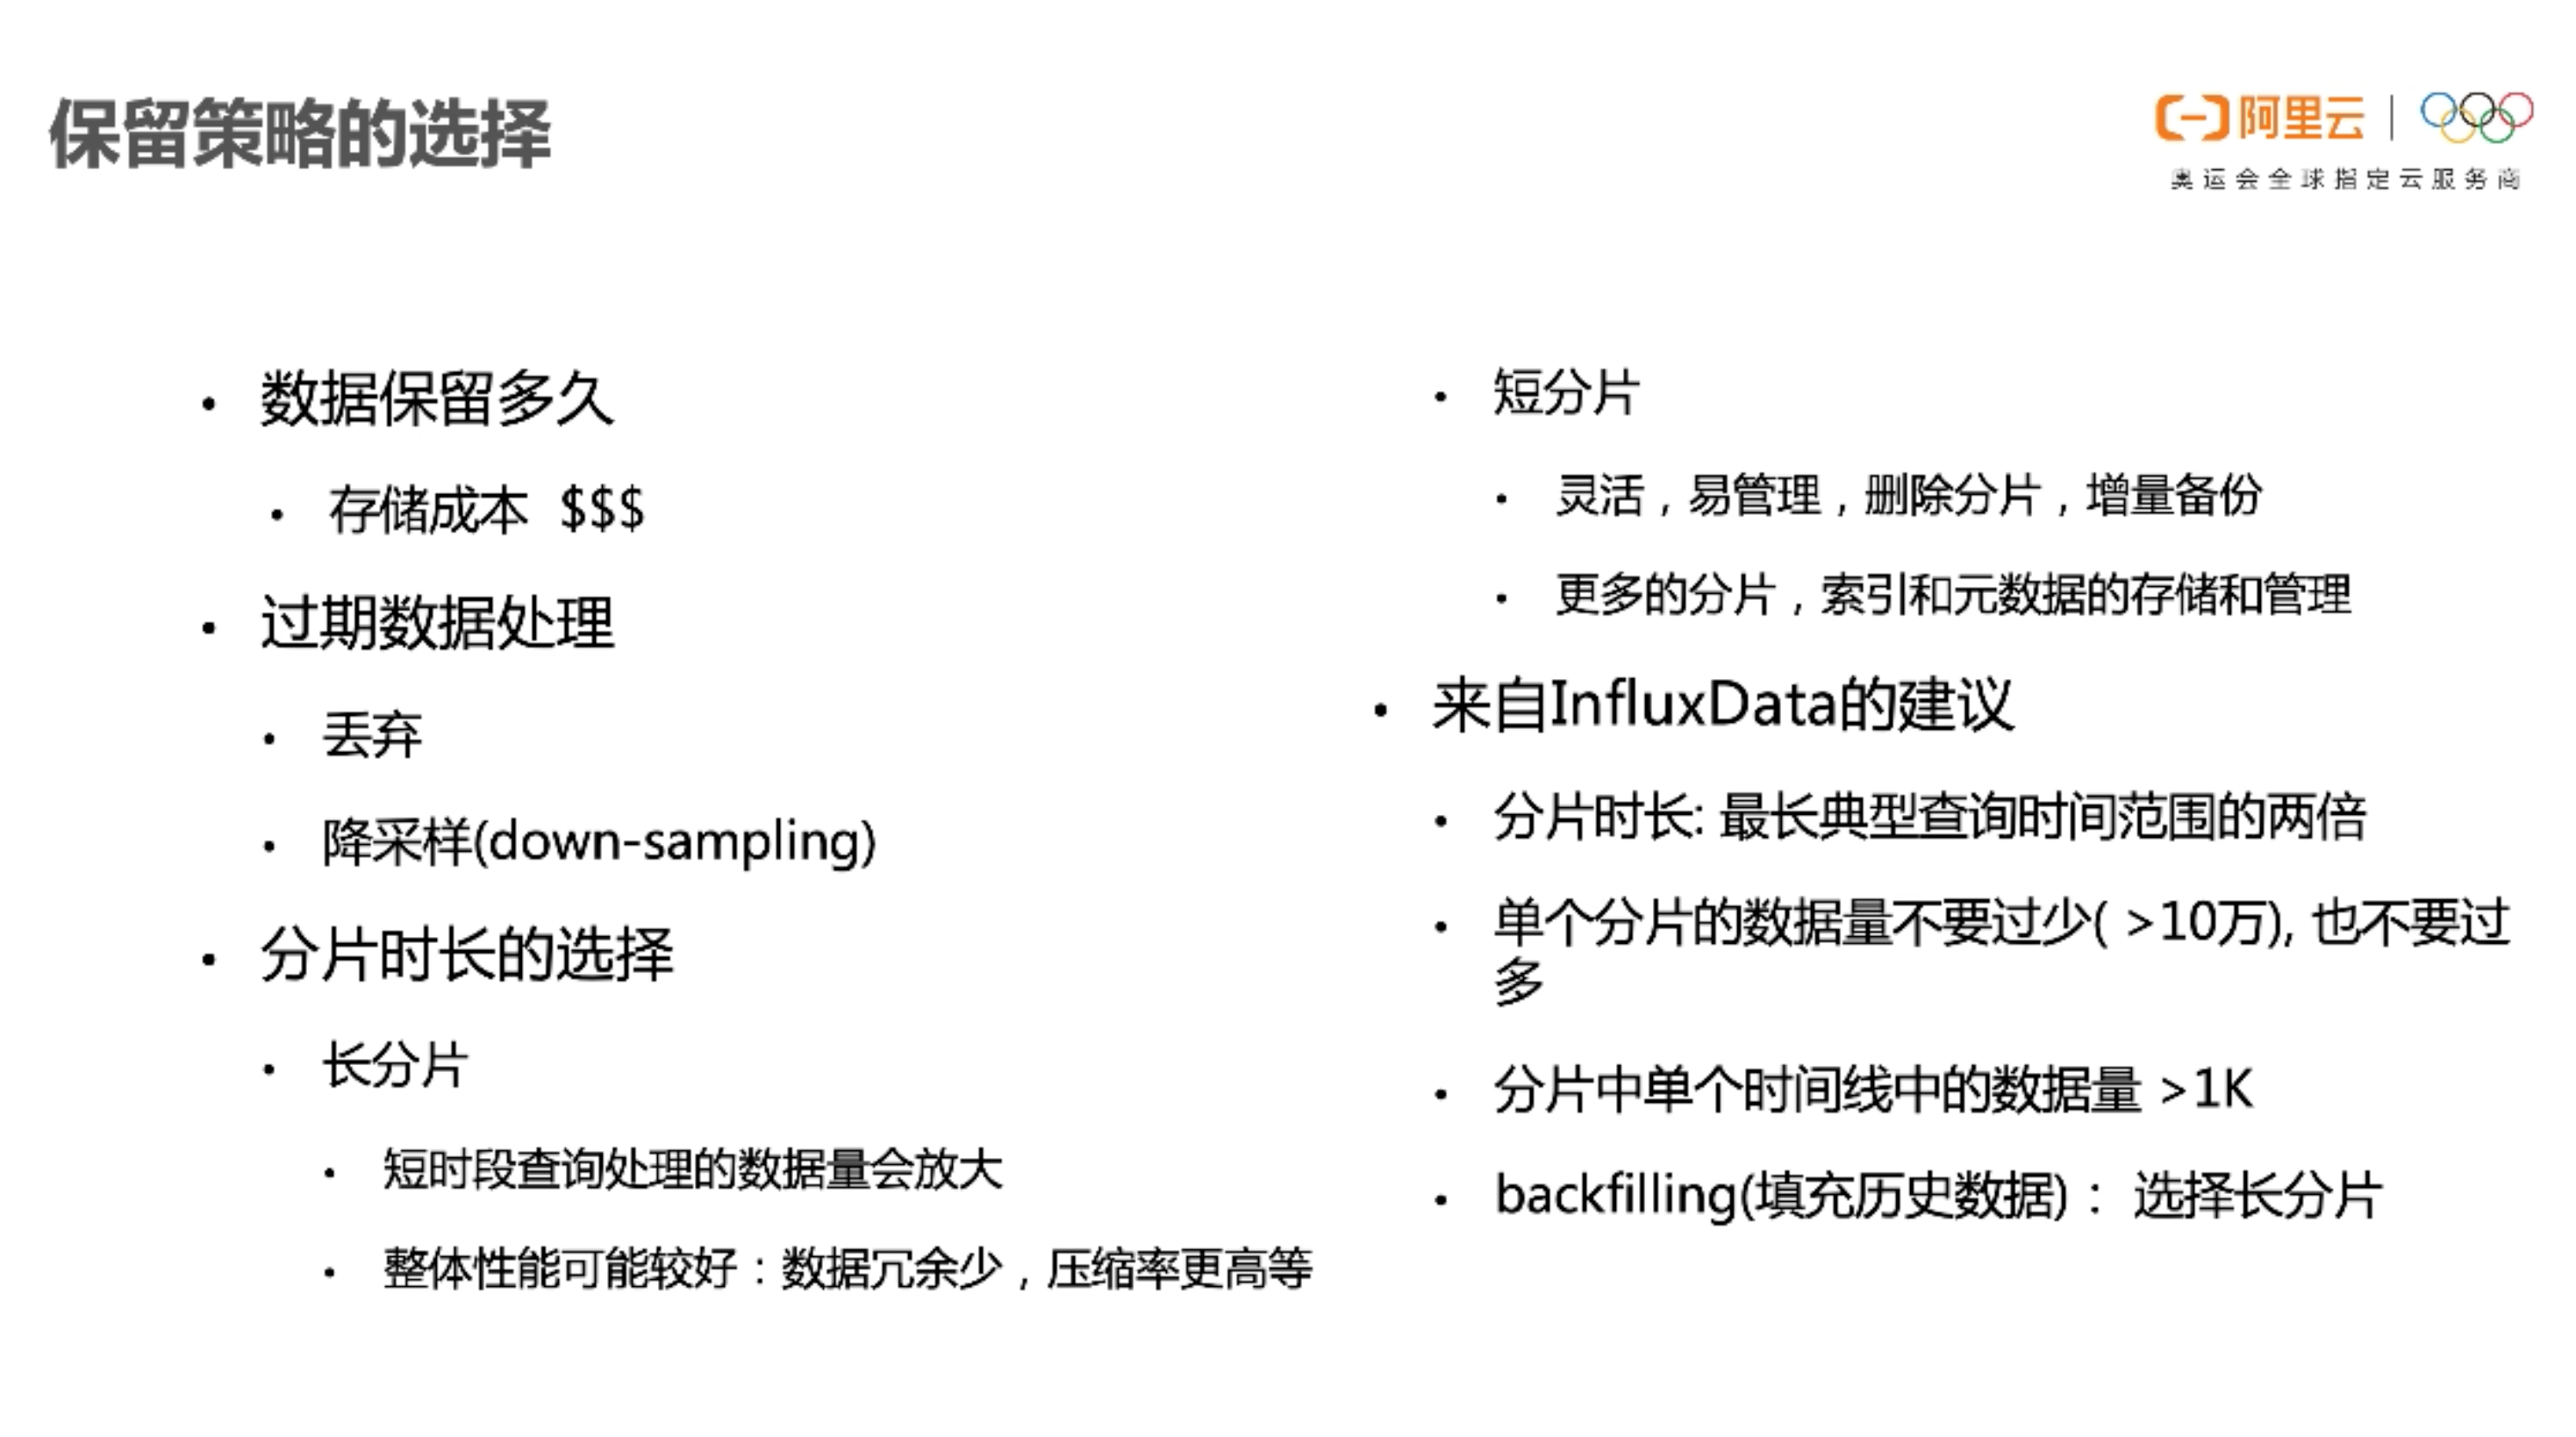 保留策略的选择
阿里云
奥运会全球指定云服务商
• 数据保留多久
• 存储成本 $$$
• 过期数据处理
• 丢弃
• 降采样(down-sampling)
• 分片时长的选择
• 长分片
• 短时段查询处理的数据量会放大
• 整体性能可能较好：数据冗余少，压缩率更高等
• 短分片
• 灵活，易管理，删除分片，增量备份
• 更多的分片，索引和元数据的存储和管理
• 来自InfluxData的建议
• 分片时长: 最长典型查询时间范围的两倍
• 单个分片的数据量不要过少( >10万), 也不要过
多
• 分片中单个时间线中的数据量 >1K
• backfilling(填充历史数据)： 选择长分片